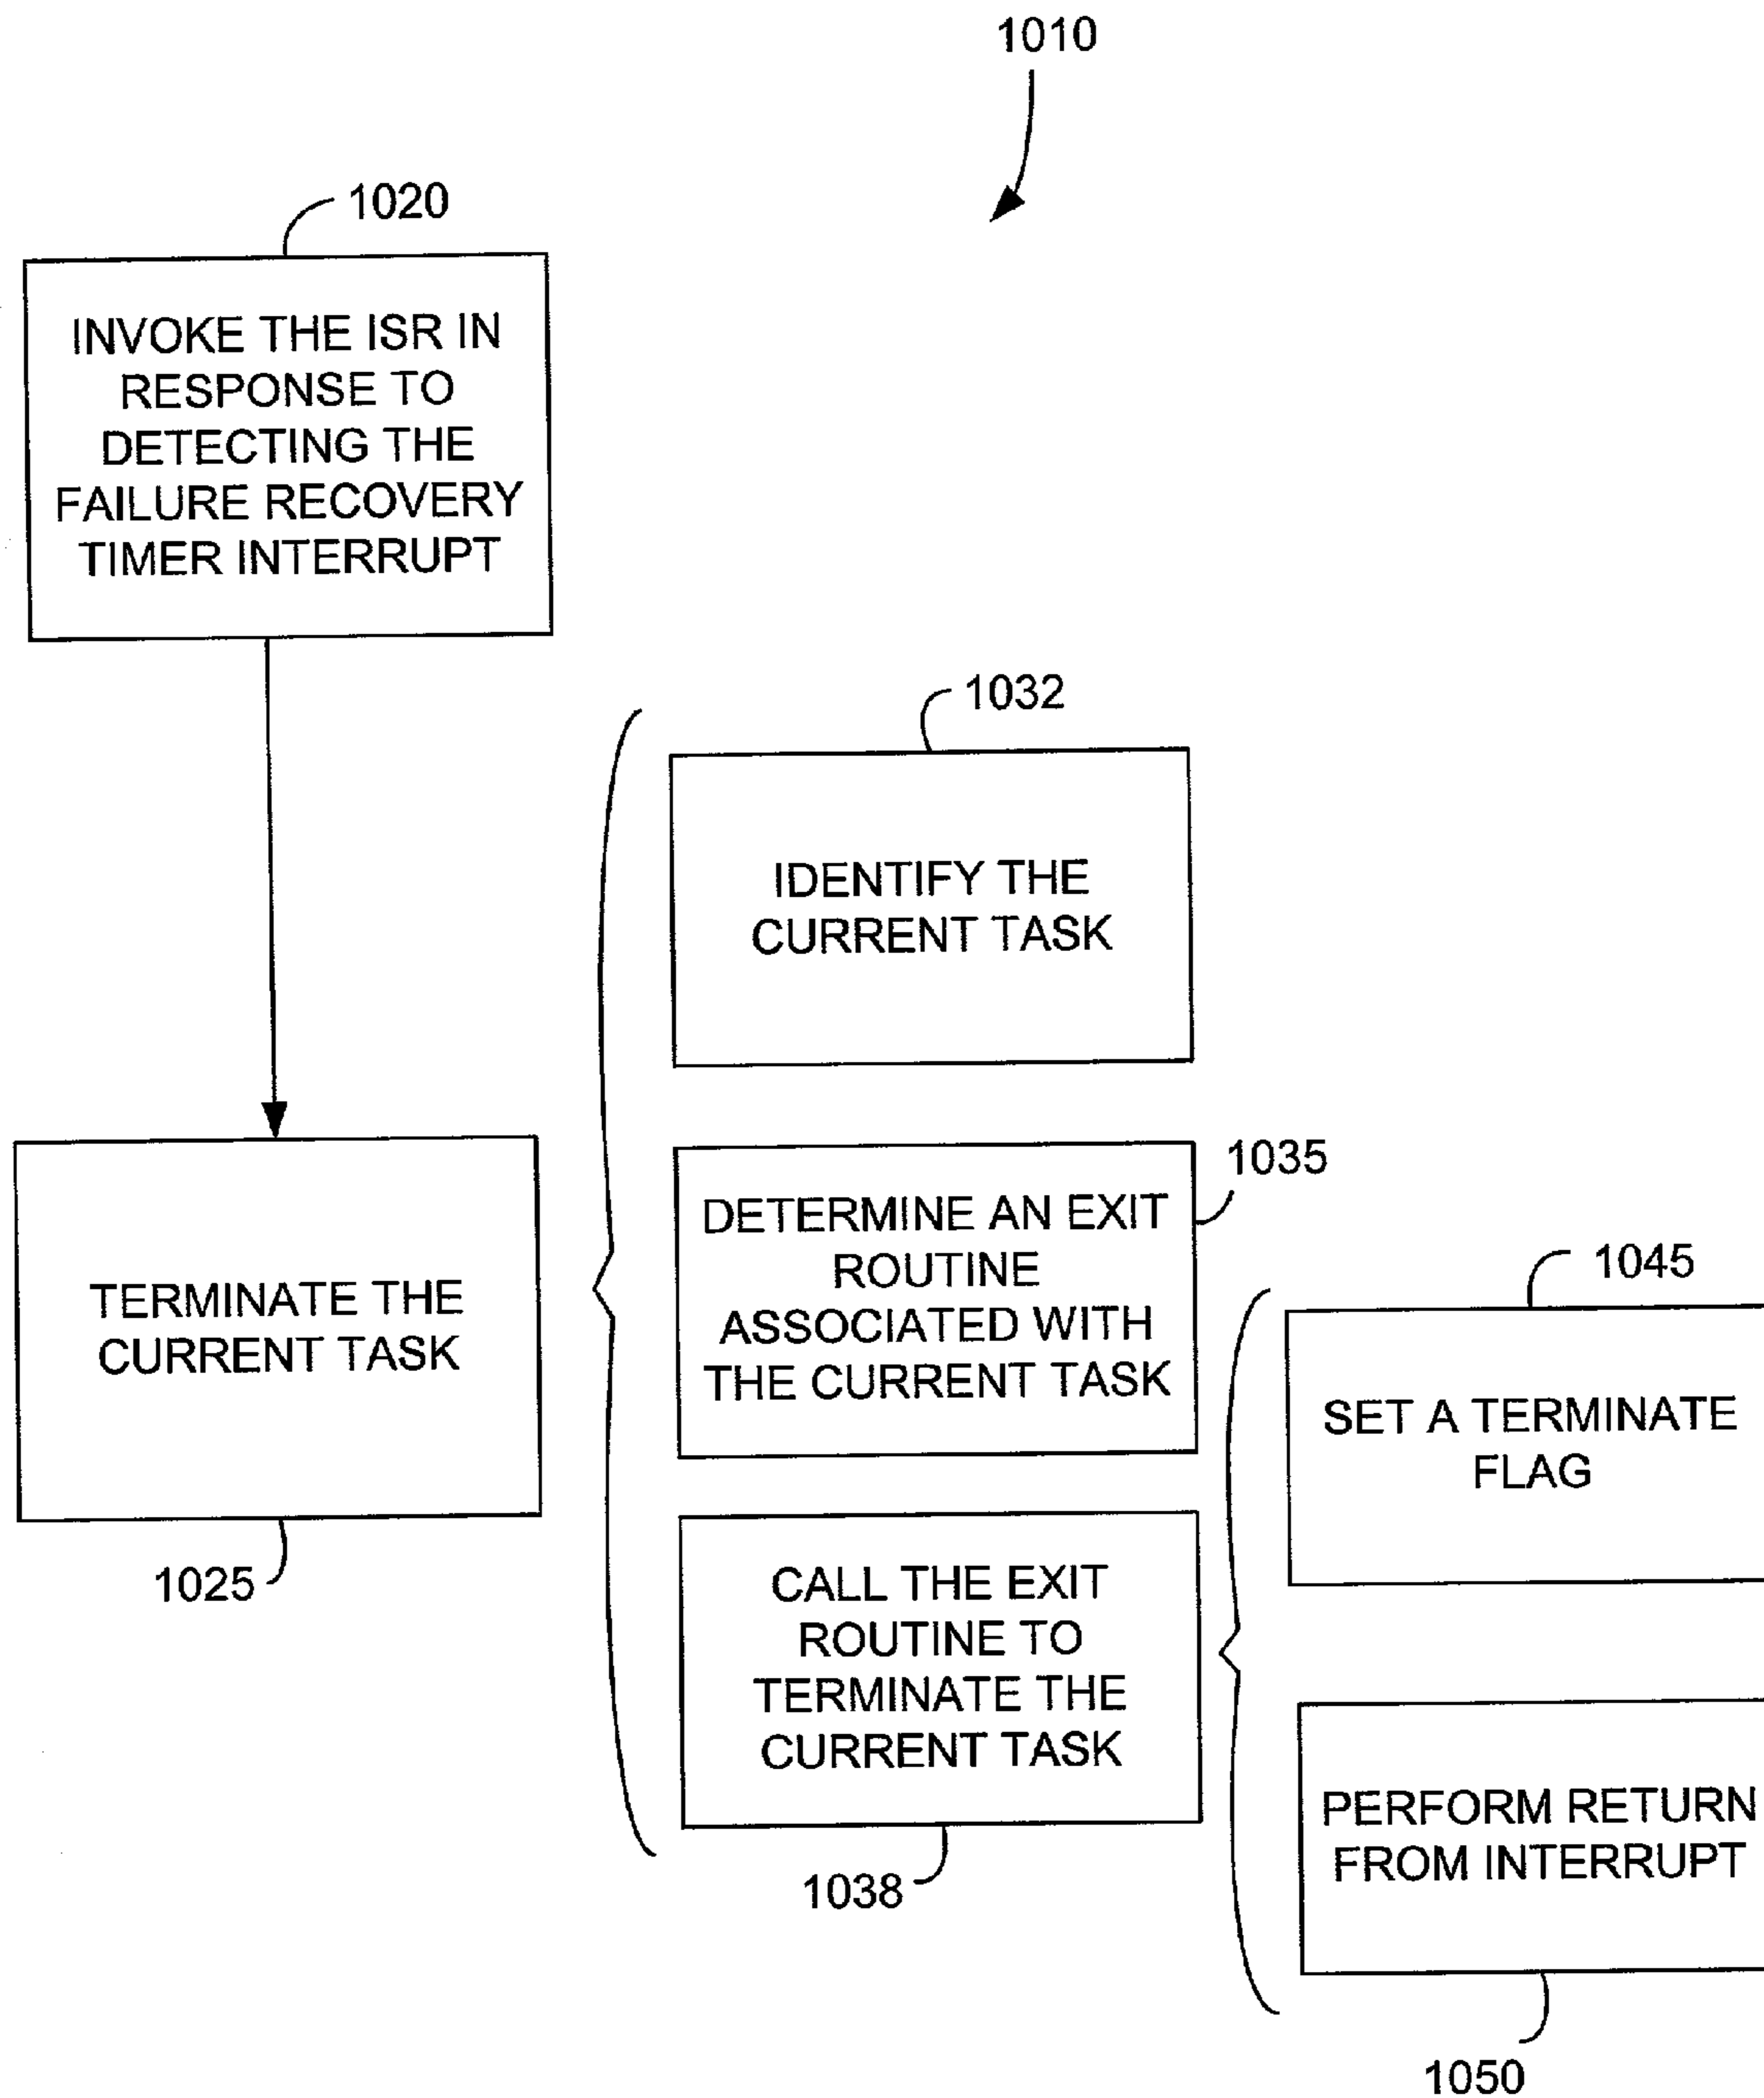 1010
1020
INVOKE THE ISR IN
RESPONSE TO
DETECTING THE
FAILURE RECOVERY
TIMER INTERRUPT
1032
IDENTIFY THE
CURRENT TASK
1035
DETERMINE AN EXIT
ROUTINE
ASSOCIATED WITH
THE CURRENT TASK
TERMINATE THE
CURRENT TASK
1025
1045
SET A TERMINATE
FLAG
CALL THE EXIT
ROUTINE TO
TERMINATE THE
CURRENT TASK
1038
PERFORM RETURN
FROM INTERRUPT
1050